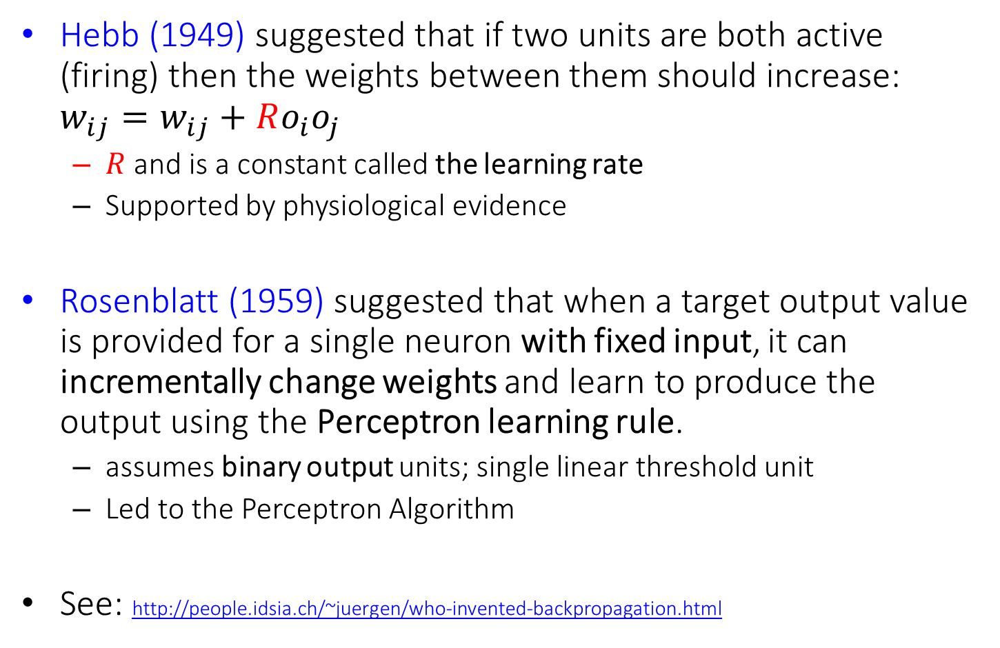 • Hebb (1949) suggested that if two units are both active
(firing) then the weights between them should increase:
w_{ij} = w_{ij} + R o_i o_j
– R and is a constant called the learning rate
– Supported by physiological evidence
• Rosenblatt (1959) suggested that when a target output value
is provided for a single neuron with fixed input, it can
incrementally change weights and learn to produce the
output using the Perceptron learning rule.
– assumes binary output units; single linear threshold unit
– Led to the Perceptron Algorithm
• See: http://people.idsia.ch/~juergen/who-invented-backpropagation.html